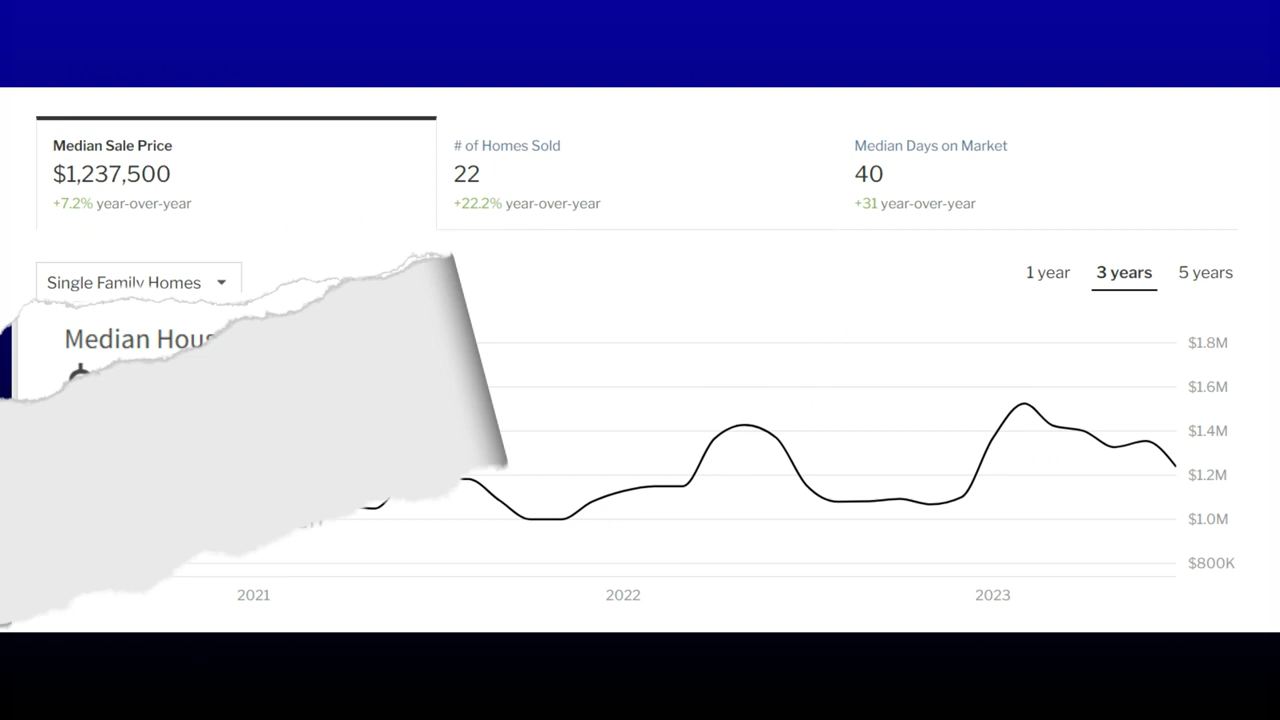 Median Sale Price
$1,237,500
+7.2% year-over-year
# of Homes Sold
22
+22.2% year-over-year
Median Days on Market
40
+31 year-over-year
Single Family Homes
1 year
3 years
5 years
Median
$1.8M
$1.6M
$1.4M
$1.2M
$1.0M
$800K
2021
2022
2023